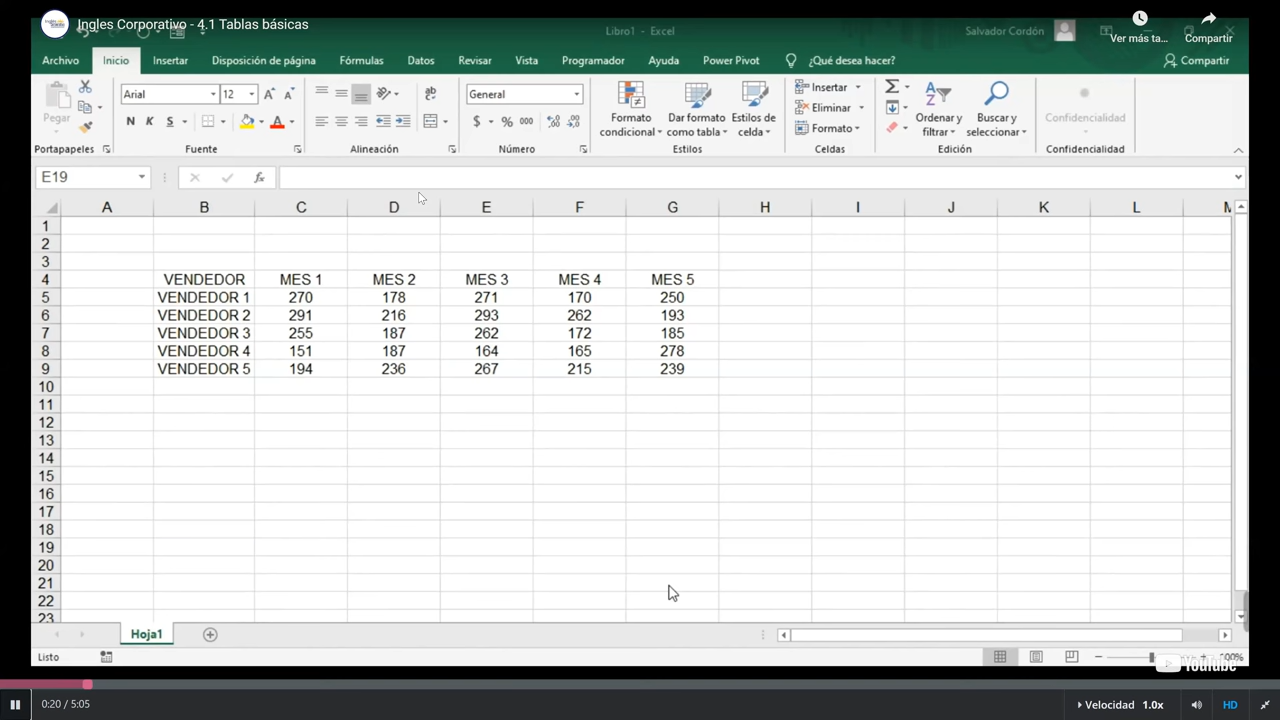 Ingles Corporativo - 4.1 Tablas básicas
Ver más ta...
Compartir
Libro1 - Excel
Salvador Cordón
Archivo Inicio Insertar Disposición de página Fórmulas Datos Revisar Vista Programador Ayuda Power Pivot ¿Qué desea hacer? Compartir
Pegar
Arial 12
N K S
General
$ % 000
Formato condicional
Dar formato como tabla
Estilos de celda
Insertar
Eliminar
Formato
Ordenar y filtrar
Buscar y seleccionar
Confidencialidad
Portapapeles Fuente Alineación Número Estilos Celdas Edición Confidencialidad
E19 fx
A B C D E F G H I J K L M
1
2
3
4 VENDEDOR MES 1 MES 2 MES 3 MES 4 MES 5
5 VENDEDOR 1 270 178 271 170 250
6 VENDEDOR 2 291 216 293 262 193
7 VENDEDOR 3 255 187 262 172 185
8 VENDEDOR 4 151 187 164 165 278
9 VENDEDOR 5 194 236 267 215 239
10
11
12
13
14
15
16
17
18
19
20
21
22
23
Hoja1
Listo
100%
YouTube
0:20 / 5:05
Velocidad 1.0x
HD